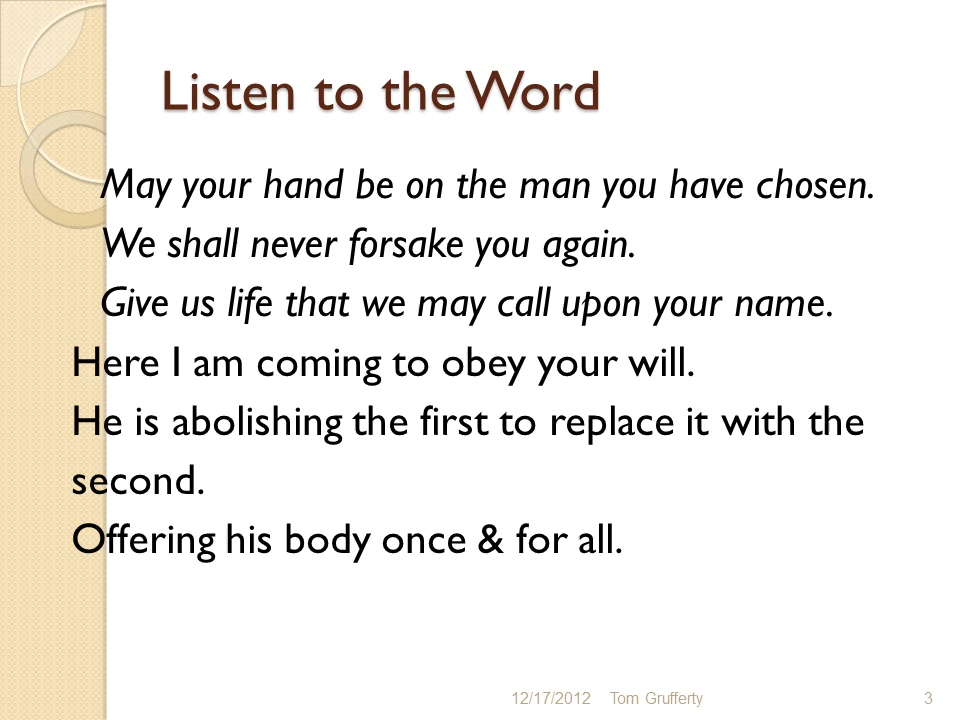 Listen to the Word
May your hand be on the man you have chosen.
We shall never forsake you again.
Give us life that we may call upon your name.
Here I am coming to obey your will.
He is abolishing the first to replace it with the
second.
Offering his body once & for all.
12/17/2012 Tom Grufferty 3